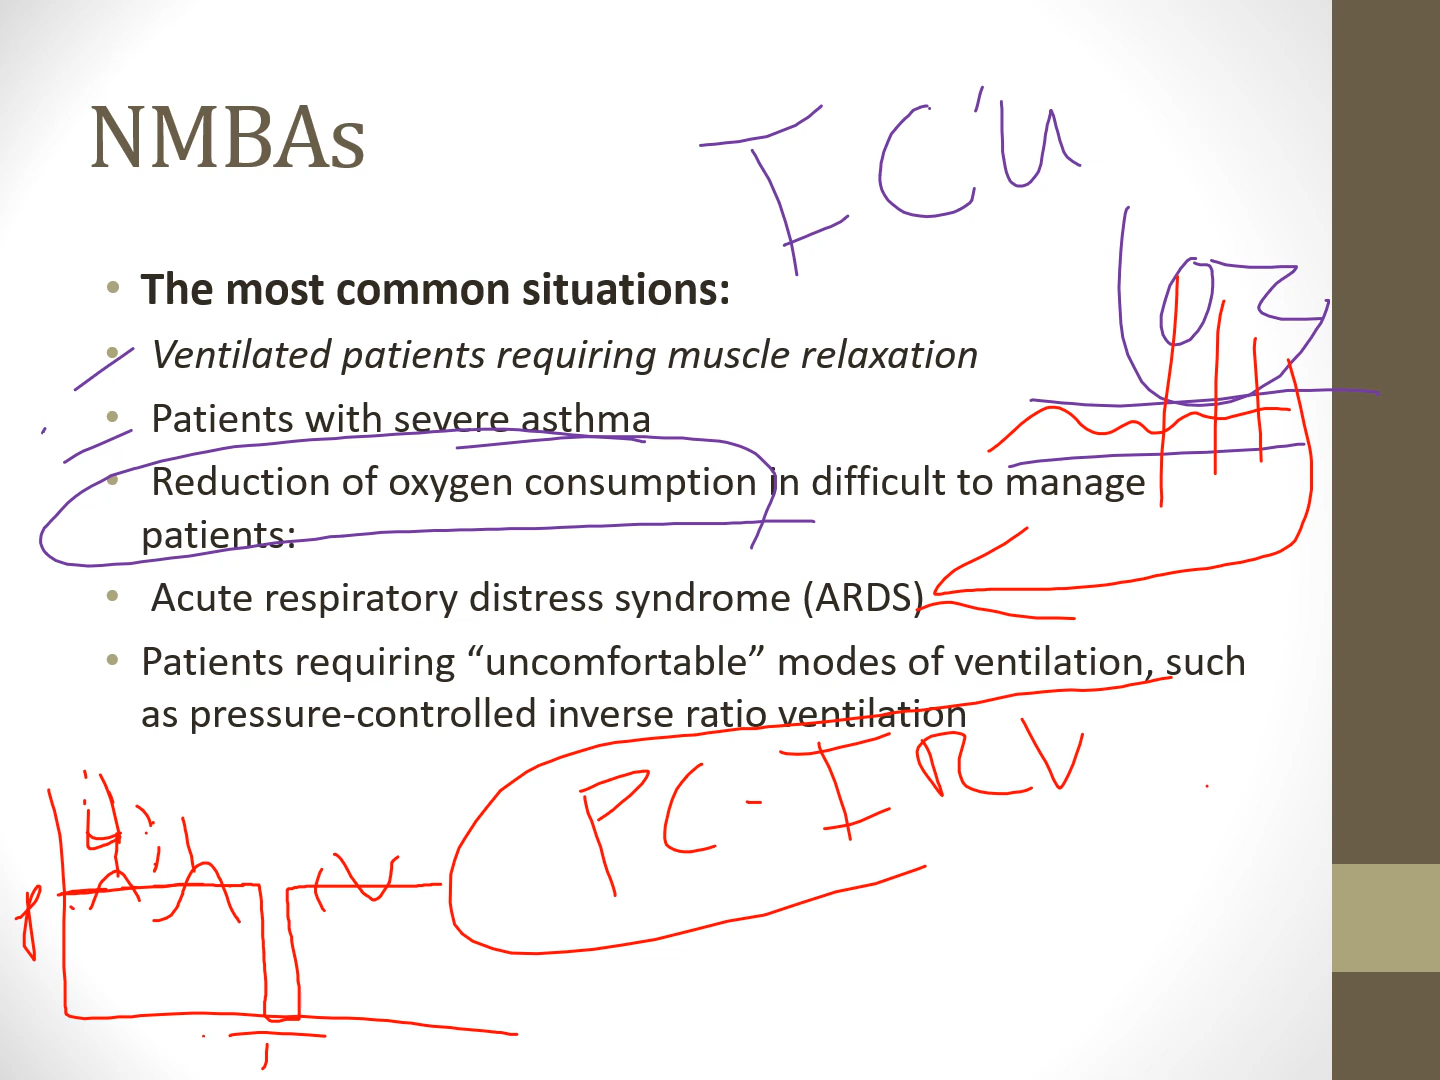 NMBAs
ICU
• The most common situations:
• Ventilated patients requiring muscle relaxation
• Patients with severe asthma
• Reduction of oxygen consumption in difficult to manage
patients:
• Acute respiratory distress syndrome (ARDS)
• Patients requiring “uncomfortable” modes of ventilation, such
as pressure-controlled inverse ratio ventilation
PC-IRV
P